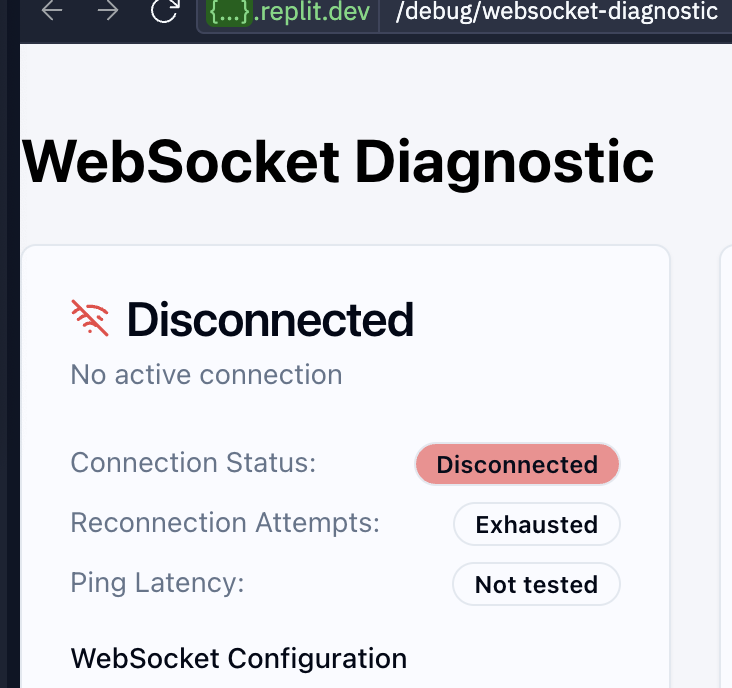 {...}.replit.dev /debug/websocket-diagnostic
WebSocket Diagnostic
Disconnected
No active connection
Connection Status: Disconnected
Reconnection Attempts: Exhausted
Ping Latency: Not tested
WebSocket Configuration